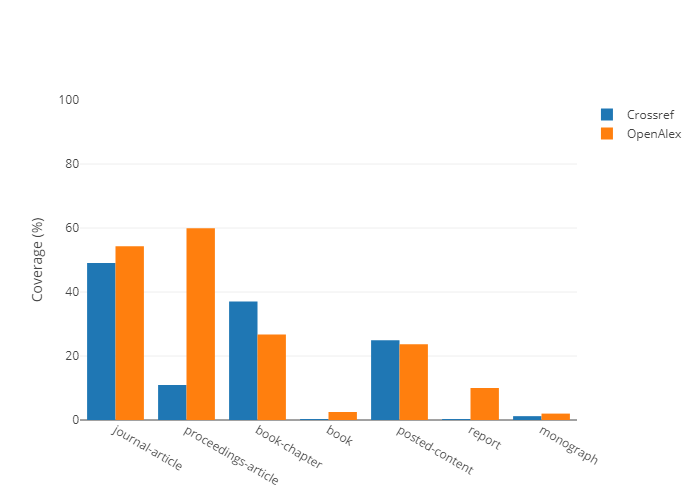 100
80
60
40
20
0
Coverage (%)
journal-article
proceedings-article
book-chapter
book
posted-content
report
monograph
Crossref
OpenAlex